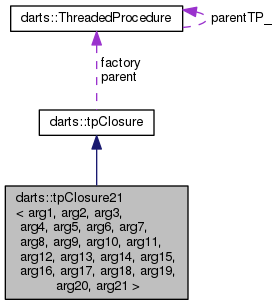 darts::ThreadedProcedure
parentTP_
factory
parent
darts::tpClosure
darts::tpClosure21
< arg1, arg2, arg3,
arg4, arg5, arg6, arg7,
arg8, arg9, arg10, arg11,
arg12, arg13, arg14, arg15,
arg16, arg17, arg18, arg19,
arg20, arg21 >